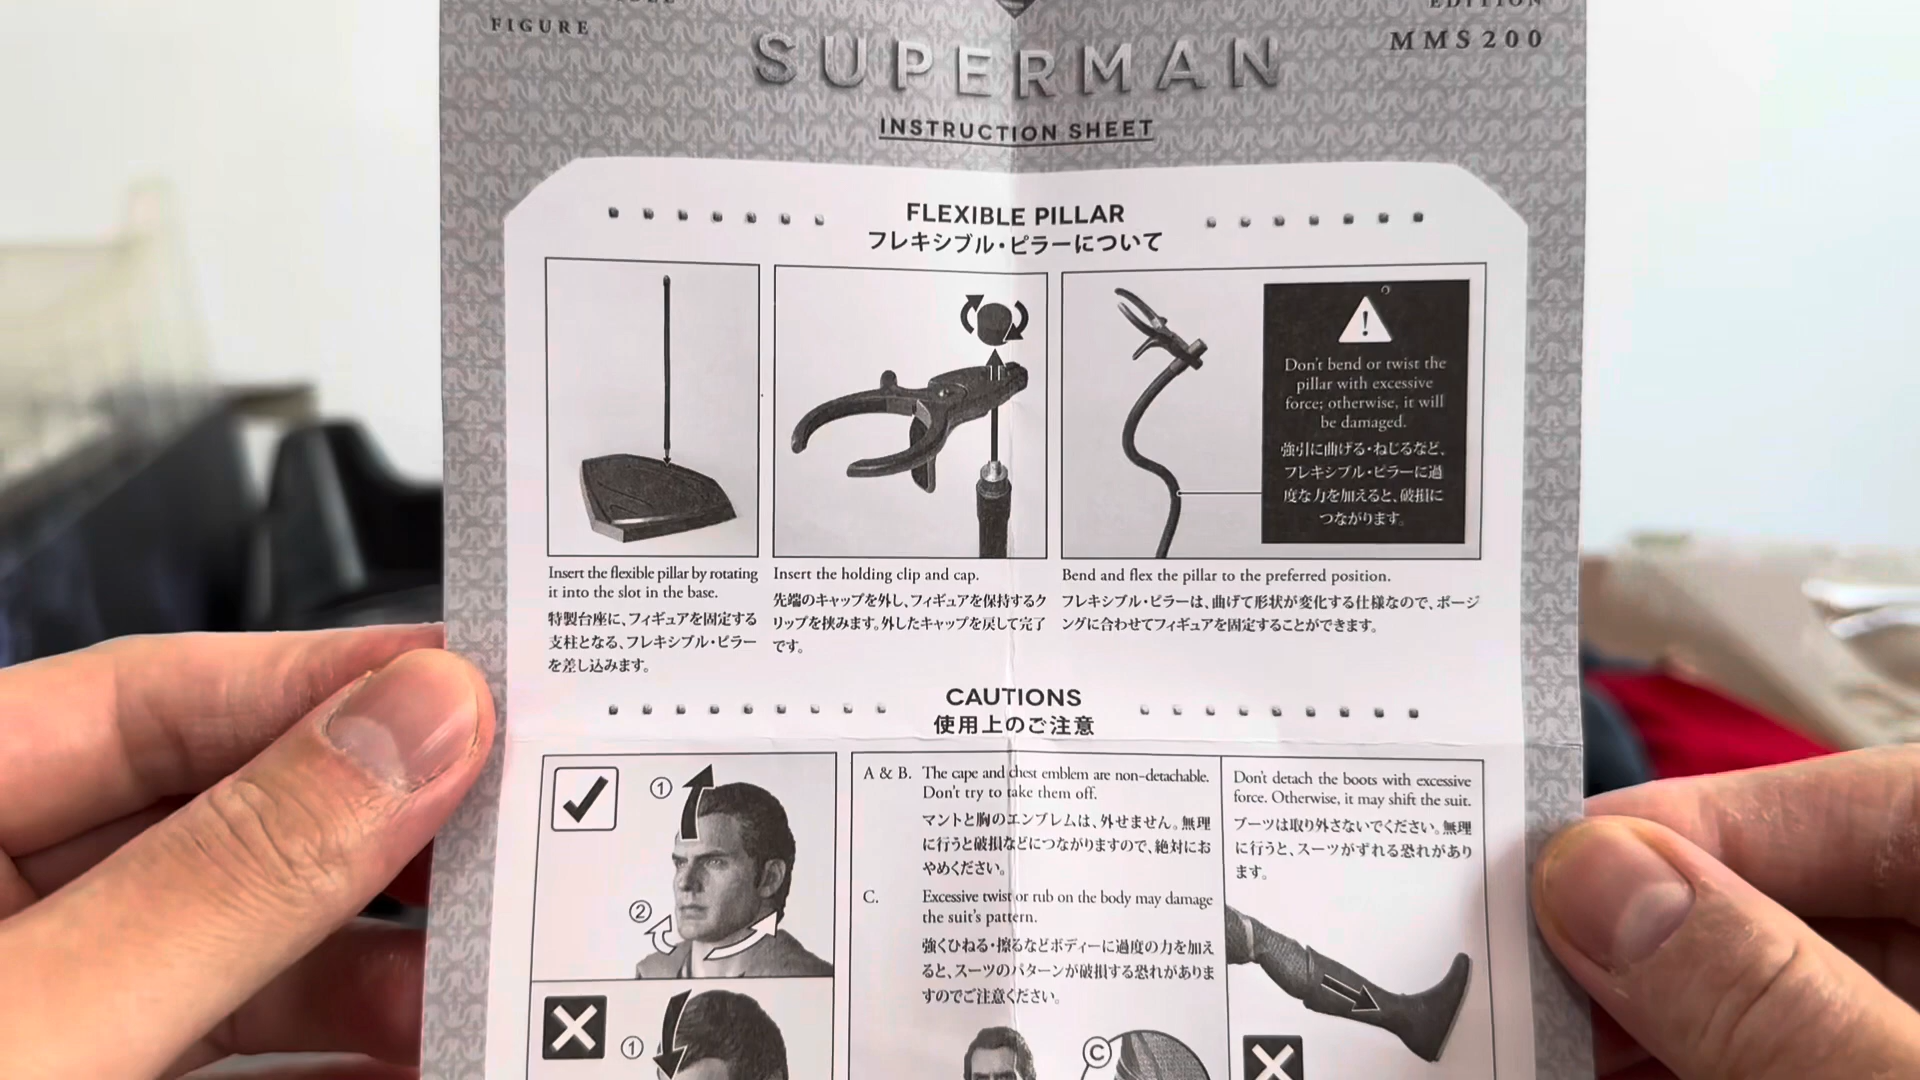 FIGURE
EDITION
MMS200
SUPERMAN
INSTRUCTION SHEET
FLEXIBLE PILLAR
フレキシブル・ピラーについて
Don't bend or twist the
pillar with excessive
force; otherwise, it will
be damaged.
強引に曲げる・ねじるなど、
フレキシブル・ピラーに過
度な力を加えると、破損に
つながります。
Insert the flexible pillar by rotating
it into the slot in the base.
特製台座に、フィギュアを固定する
支柱となる、フレキシブル・ピラー
を差し込みます。
Insert the holding clip and cap.
先端のキャップを外し、フィギュアを保持するク
リップを挟みます。外したキャップを戻して完了
です。
Bend and flex the pillar to the preferred position.
フレキシブル・ピラーは、曲げて形状が変化する仕様なので、ポージ
ングに合わせてフィギュアを固定することができます。
CAUTIONS
使用上のご注意
①
②
①
A & B. The cape and chest emblem are non-detachable.
Don't try to take them off.
マントと胸のエンブレムは、外せません。無理
に行うと破損などにつながりますので、絶対にお
やめください。
C. Excessive twist or rub on the body may damage
the suit's pattern.
強くひねる・擦るなどボディーに過度の力を加え
ると、スーツのパターンが破損する恐れがありま
すのでご注意ください。
C
Don't detach the boots with excessive
force. Otherwise, it may shift the suit.
ブーツは取り外さないでください。無理
に行うと、スーツがずれる恐れがあり
ます。